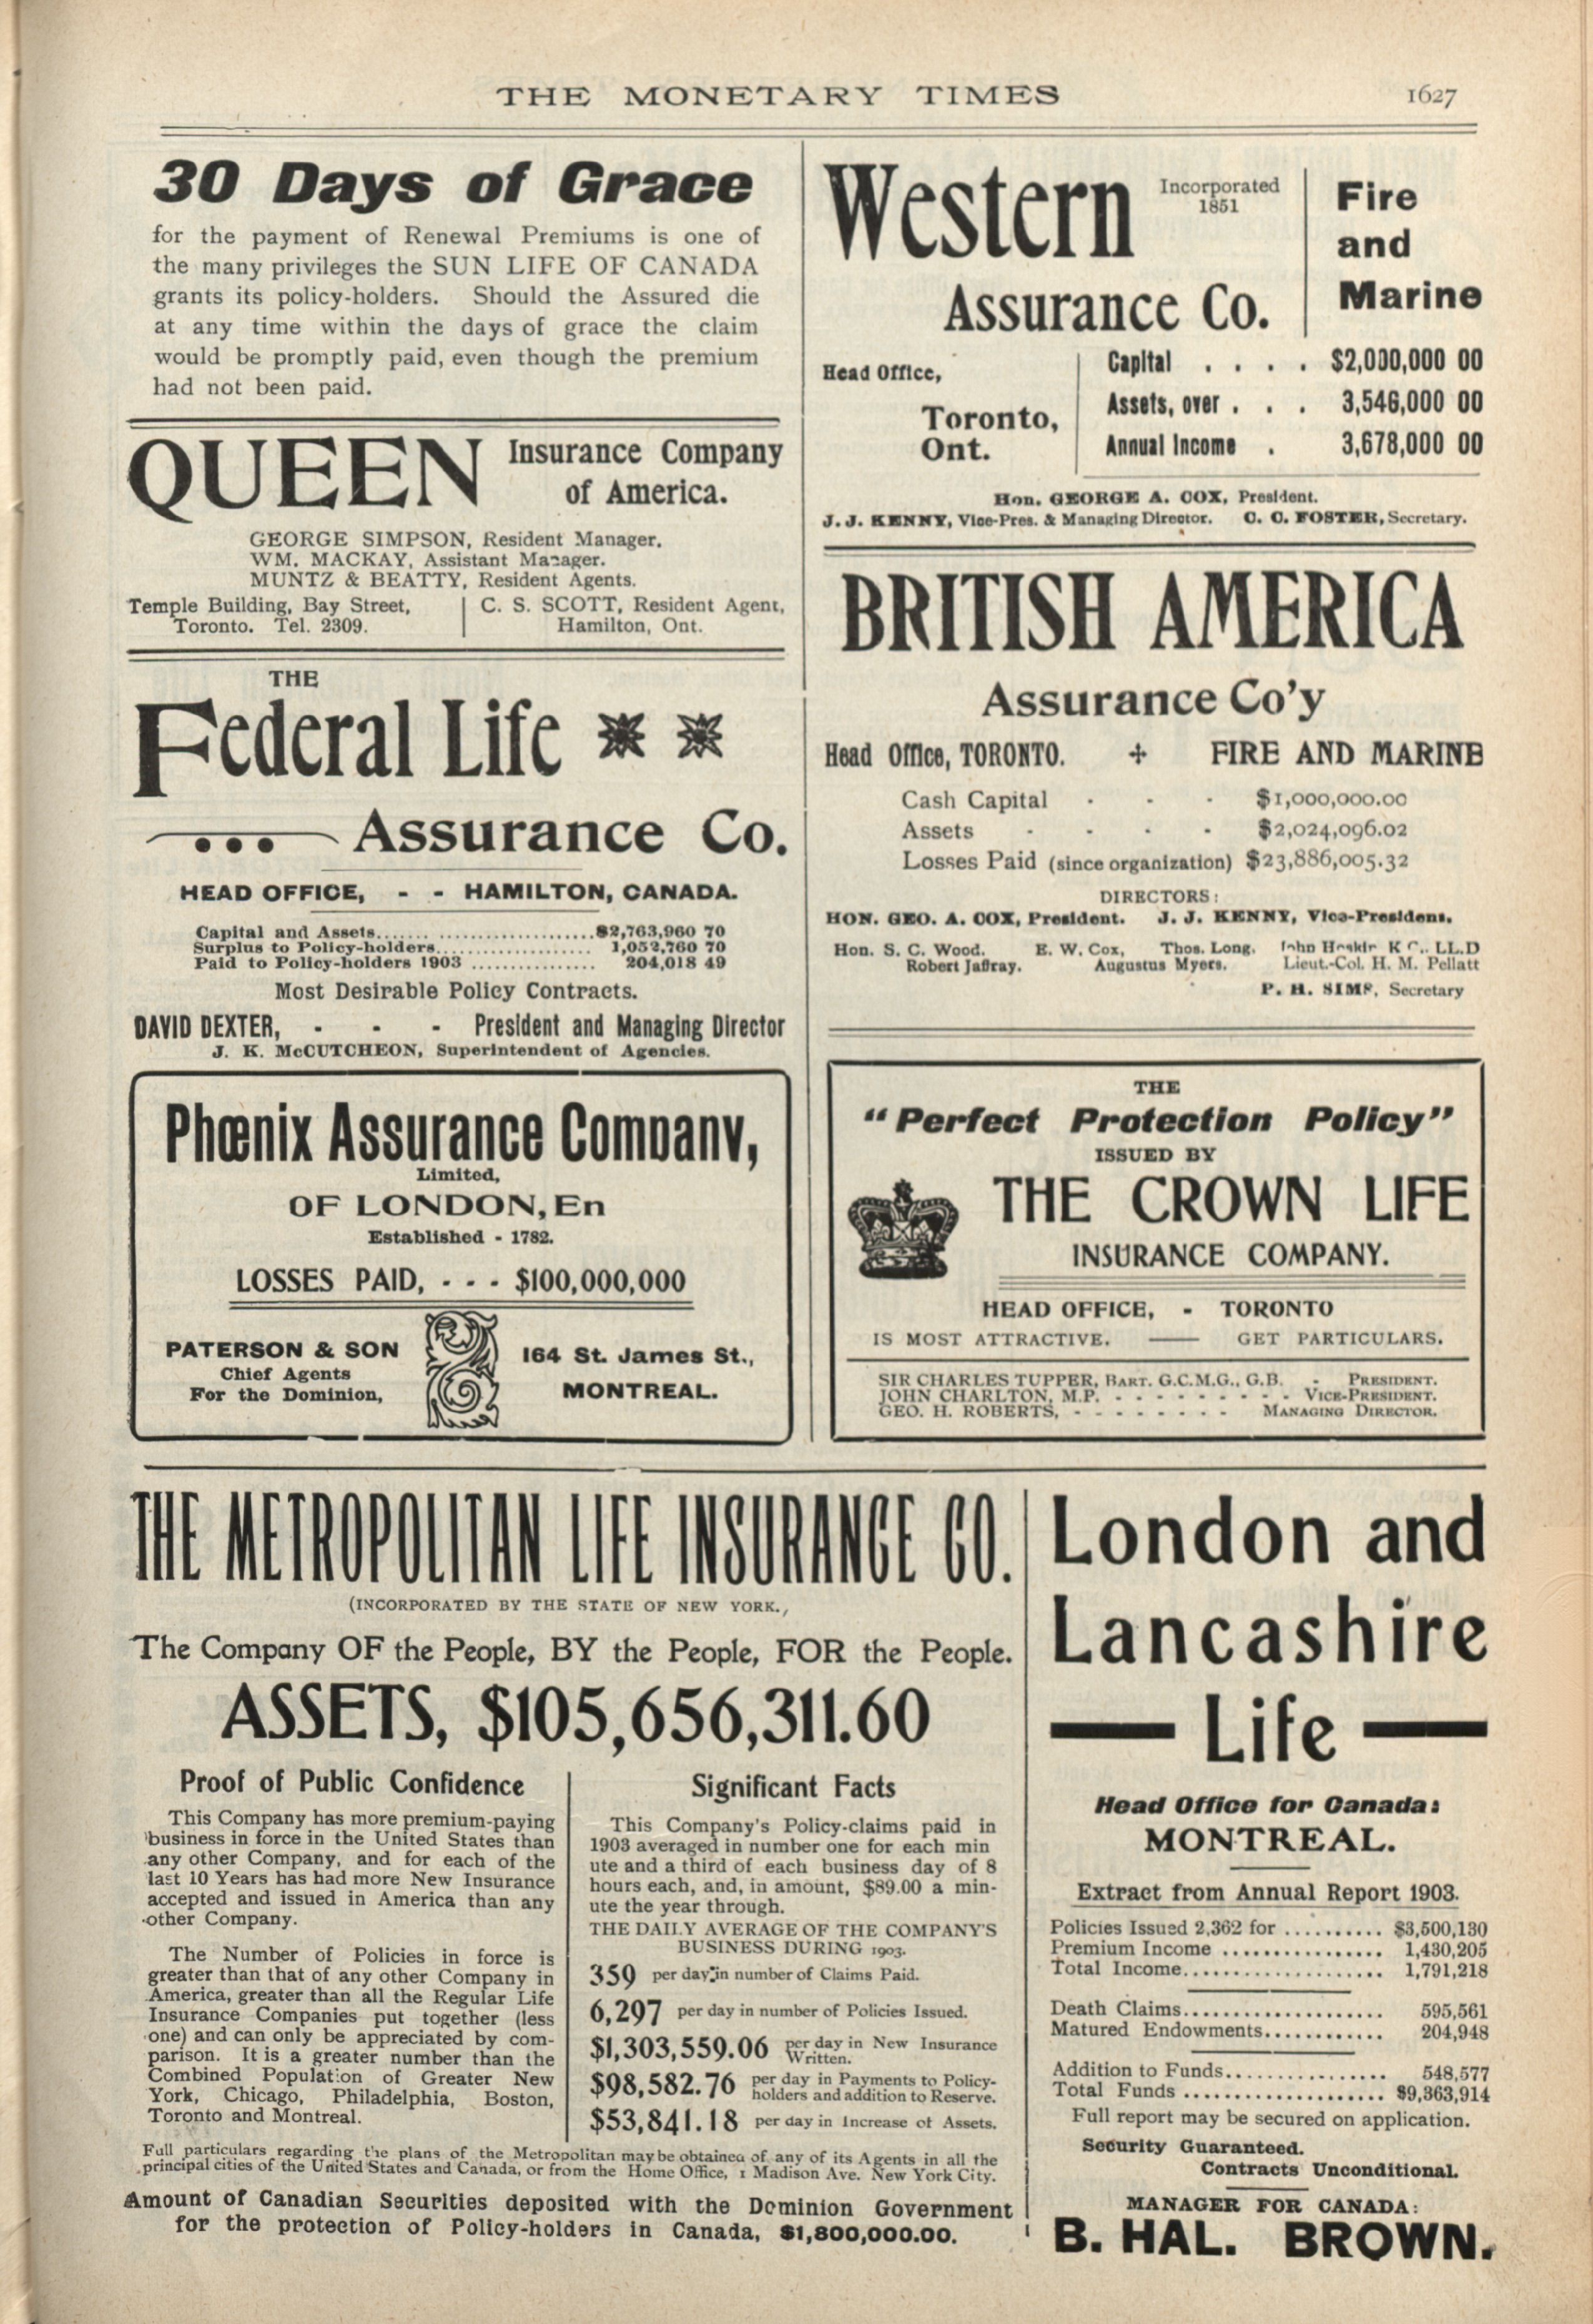 THE MONETARY TIMES 1627
30 Days of Grace
for the payment of Renewal Premiums is one of
the many privileges the SUN LIFE OF CANADA
grants its policy-holders. Should the Assured die
at any time within the days of grace the claim
would be promptly paid, even though the premium
had not been paid.
QUEEN Insurance Company
of America.
GEORGE SIMPSON, Resident Manager.
WM. MACKAY, Assistant Manager.
MUNTZ & BEATTY, Resident Agents.
Temple Building, Bay Street,
Toronto. Tel. 2309.
C. S. SCOTT, Resident Agent,
Hamilton, Ont.
THE
Federal Life
... Assurance Co.
HEAD OFFICE, - - HAMILTON, CANADA.
Capital and Assets.......................$2,763,960 70
Surplus to Policy-holders.................. 1,052,760 70
Paid to Policy-holders 1903 ................ 204,018 49
Most Desirable Policy Contracts.
DAVID DEXTER, - - - President and Managing Director
J. K. McCUTCHEON, Superintendent of Agencies.
Phœnix Assurance Company,
Limited,
OF LONDON, En
Established - 1782.
LOSSES PAID, - - - $100,000,000
PATERSON & SON
Chief Agents
For the Dominion,
164 St. James St.,
MONTREAL.
Western Incorporated
1851
Assurance Co.
Fire
and
Marine
Head Office,
Toronto,
Ont.
Capital . . . . $2,000,000 00
Assets, over . . . 3,546,000 00
Annual Income . 3,678,000 00
Hon. GEORGE A. COX, President.
J. J. KENNY, Vice-Pres. & Managing Director. C. C. FOSTER, Secretary.
BRITISH AMERICA
Assurance Co'y
Head Office, TORONTO. + FIRE AND MARINE
Cash Capital - - - $1,000,000.00
Assets - - - - $2,024,096.02
Losses Paid (since organization) $23,886,005.32
DIRECTORS:
HON. GEO. A. COX, President. J. J. KENNY, Vice-President.
Hon. S. C. Wood. E. W. Cox, Thos. Long. John Hoskin K C., LL.D
Robert Jaffray. Augustus Myers. Lieut.-Col. H. M. Pellatt
P. H. SIMS, Secretary
THE
"Perfect Protection Policy"
ISSUED BY
THE CROWN LIFE
INSURANCE COMPANY.
HEAD OFFICE, - TORONTO
IS MOST ATTRACTIVE. — GET PARTICULARS.
SIR CHARLES TUPPER, BART. G.C.M.G., G.B. - PRESIDENT.
JOHN CHARLTON, M.P. - - - - - - - - - VICE-PRESIDENT.
GEO. H. ROBERTS, - - - - - - - - MANAGING DIRECTOR.
THE METROPOLITAN LIFE INSURANCE CO.
(INCORPORATED BY THE STATE OF NEW YORK.,
The Company OF the People, BY the People, FOR the People.
ASSETS, $105,656,311.60
Proof of Public Confidence
This Company has more premium-paying
business in force in the United States than
any other Company, and for each of the
last 10 Years has had more New Insurance
accepted and issued in America than any
other Company.
The Number of Policies in force is
greater than that of any other Company in
America, greater than all the Regular Life
Insurance Companies put together (less
one) and can only be appreciated by com-
parison. It is a greater number than the
Combined Population of Greater New
York, Chicago, Philadelphia, Boston,
Toronto and Montreal.
Significant Facts
This Company's Policy-claims paid in
1903 averaged in number one for each min
ute and a third of each business day of 8
hours each, and, in amount, $89.00 a min-
ute the year through.
THE DAILY AVERAGE OF THE COMPANY'S
BUSINESS DURING 1903.
359 per day in number of Claims Paid.
6,297 per day in number of Policies Issued.
$1,303,559.06 per day in New Insurance
Written.
$98,582.76 per day in Payments to Policy-
holders and addition to Reserve.
$53,841.18 per day in Increase of Assets.
Full particulars regarding the plans of the Metropolitan may be obtained of any of its Agents in all the
principal cities of the United States and Canada, or from the Home Office, 1 Madison Ave. New York City.
Amount of Canadian Securities deposited with the Dominion Government
for the protection of Policy-holders in Canada, $1,800,000.00.
London and
Lancashire
Life
Head Office for Canada:
MONTREAL.
Extract from Annual Report 1903.
Policies Issued 2,362 for .......... $3,500,130
Premium Income ................ 1,430,205
Total Income.................... 1,791,218
Death Claims.................... 595,561
Matured Endowments............ 204,948
Addition to Funds................ 548,577
Total Funds .................... $9,363,914
Full report may be secured on application.
Security Guaranteed.
Contracts Unconditional.
MANAGER FOR CANADA:
B. HAL. BROWN.